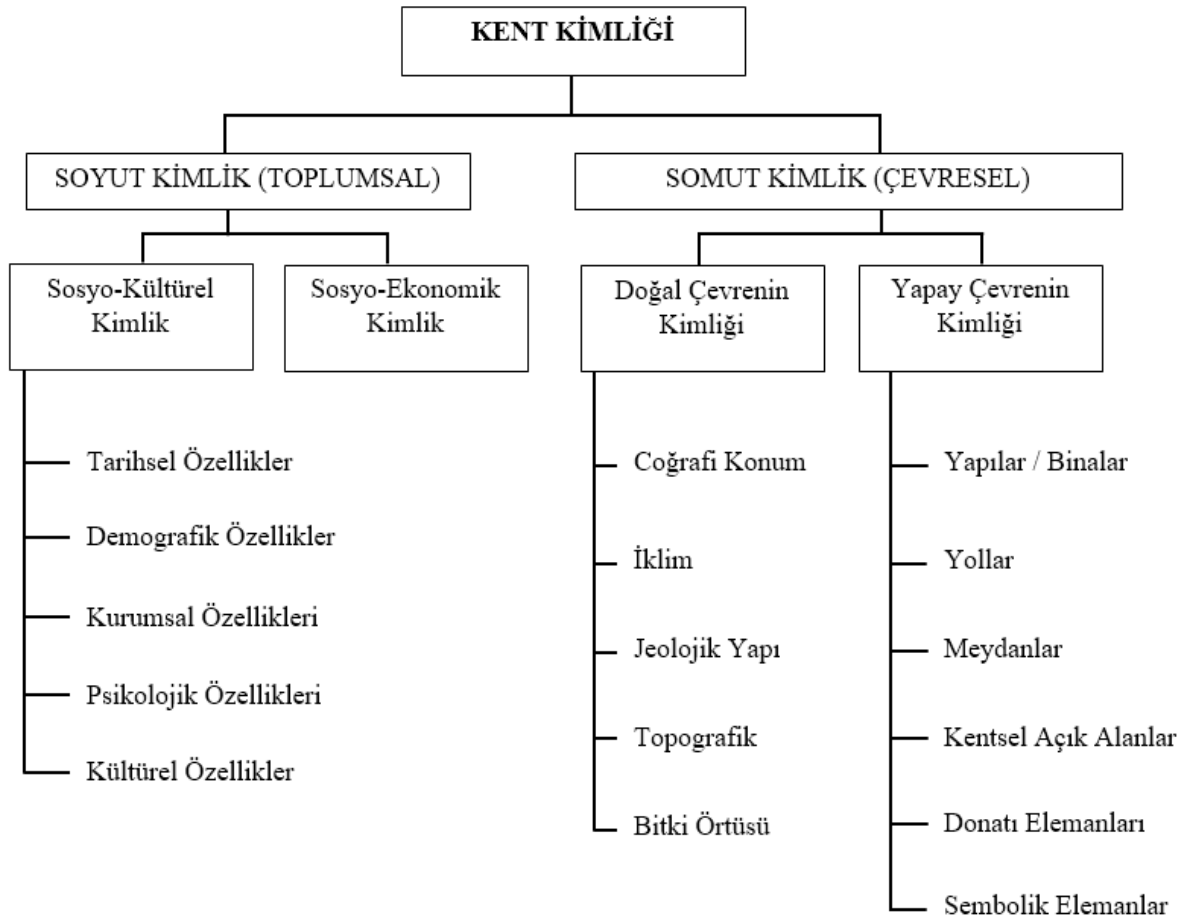 KENT KİMLİĞİ
SOYUT KİMLİK (TOPLUMSAL)
SOMUT KİMLİK (ÇEVRESEL)
Sosyo-Kültürel
Kimlik
Sosyo-Ekonomik
Kimlik
Doğal Çevrenin
Kimliği
Yapay Çevrenin
Kimliği
Tarihsel Özellikler
Demografik Özellikler
Kurumsal Özellikleri
Psikolojik Özellikleri
Kültürel Özellikler
Coğrafi Konum
İklim
Jeolojik Yapı
Topografik
Bitki Örtüsü
Yapılar / Binalar
Yollar
Meydanlar
Kentsel Açık Alanlar
Donatı Elemanları
Sembolik Elemanlar